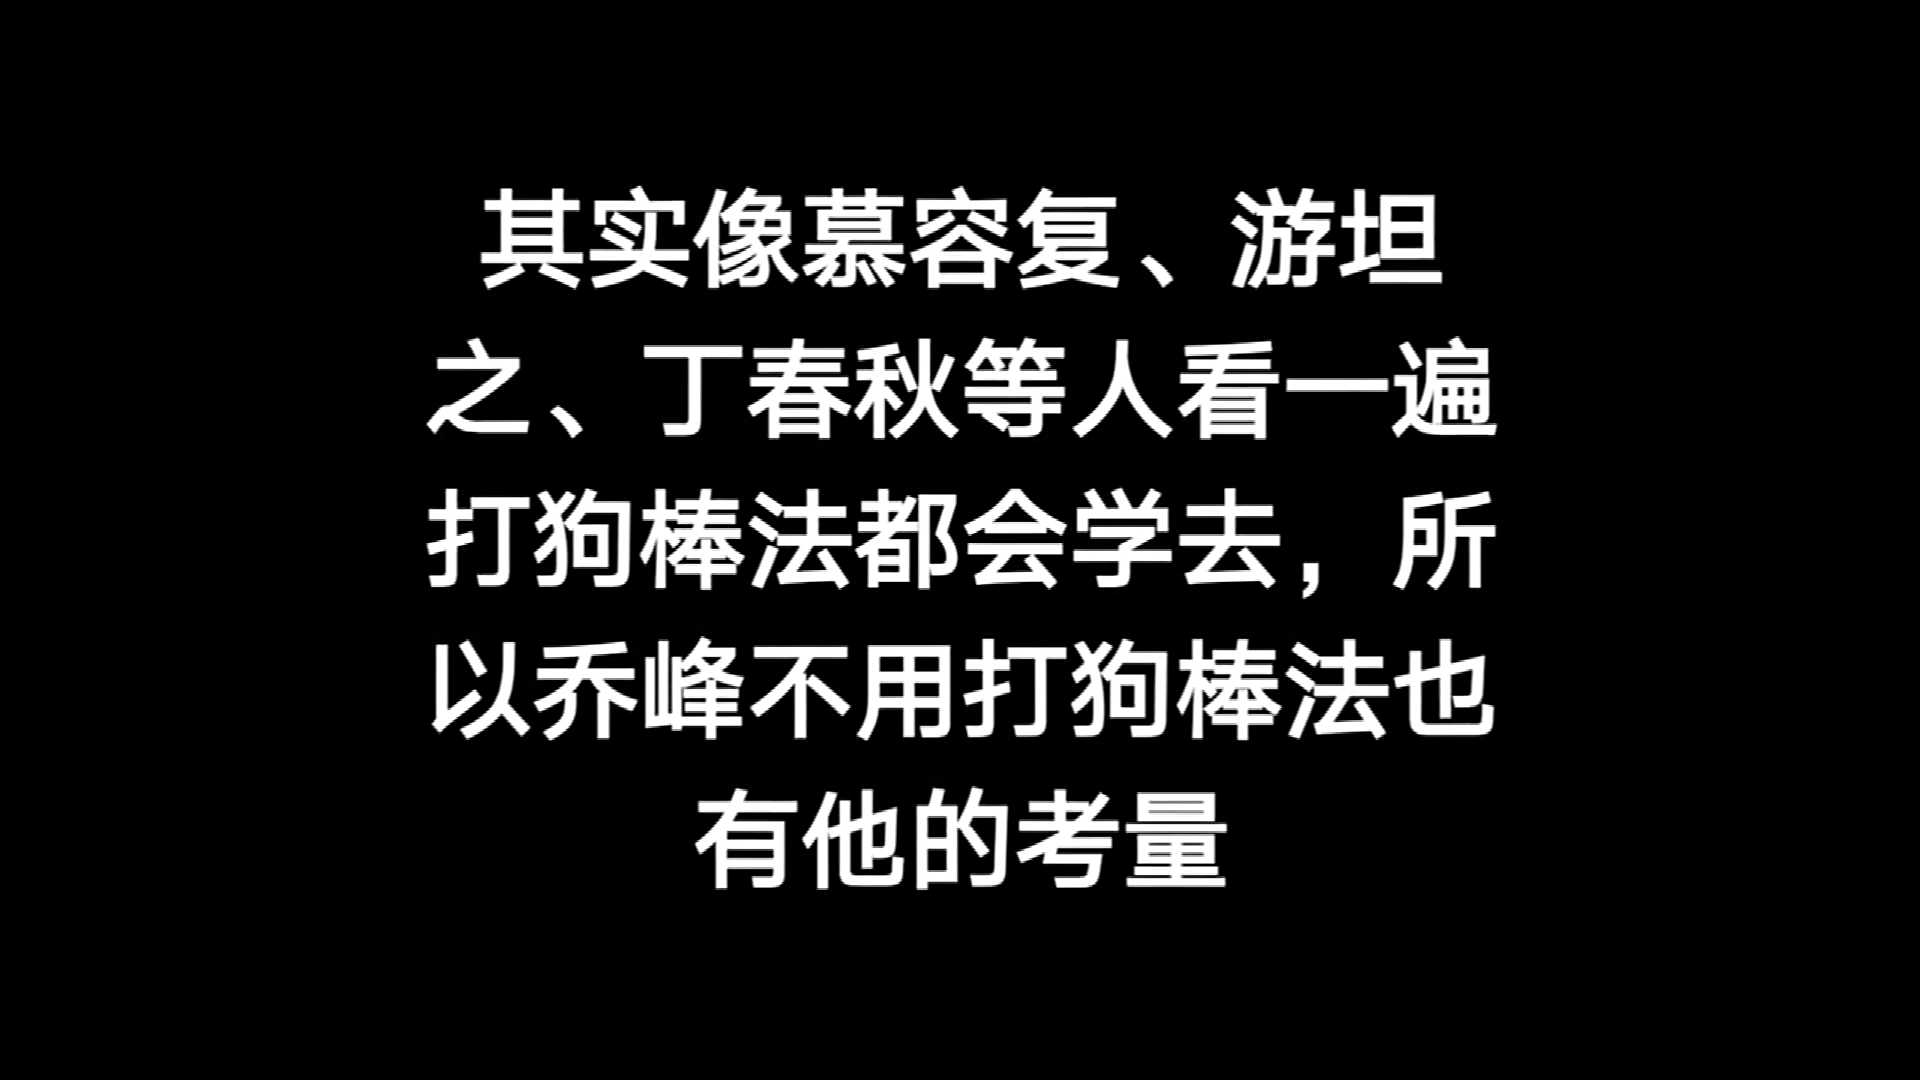 其实像慕容复、游坦
之、丁春秋等人看一遍
打狗棒法都会学去，所
以乔峰不用打狗棒法也
有他的考量